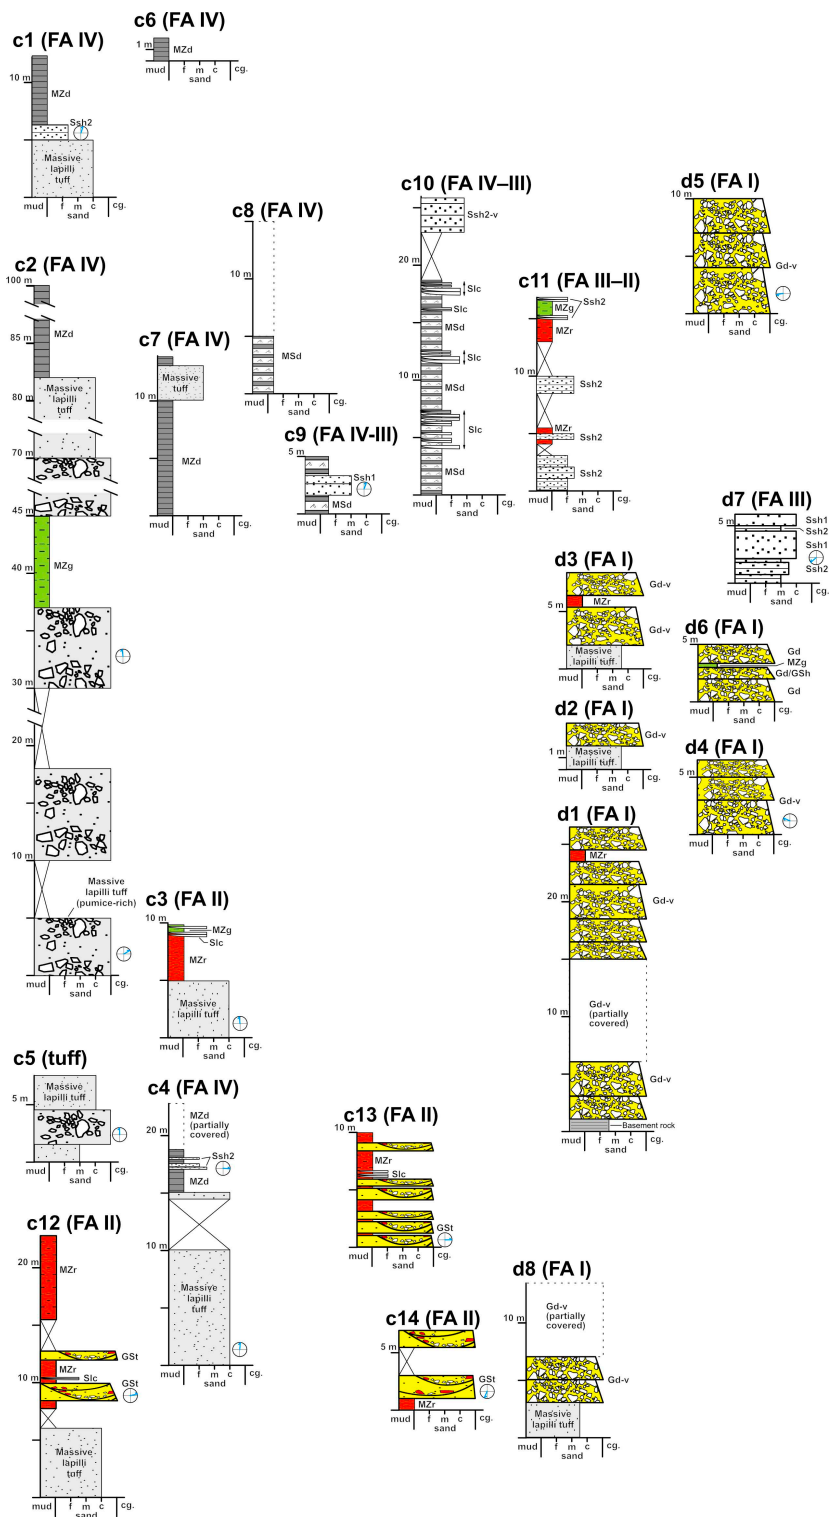 c1 (FA IV)
10 m
MZd
Ssh2
Massive
lapilli
tuff
mud
f m c
cg.
sand
c6 (FA IV)
1 m
MZd
mud
f m c
cg.
sand
c2 (FA IV)
100 m
85 m
MZd
Massive
lapilli
tuff
80 m
70 m
45 m
MZg
40 m
30 m
20 m
10 m
Massive
lapilli tuff
(pumice-rich)
mud
f m c
cg.
sand
c7 (FA IV)
Massive
tuff
10 m
MZd
mud
f m c
cg.
sand
c8 (FA IV)
10 m
MSd
mud
f m c
cg.
sand
c9 (FA IV-III)
5 m
Ssh1
MSd
mud
f m c
cg.
sand
c10 (FA IV–III)
Ssh2-v
20 m
Slc
Slc
MSd
Slc
10 m
MSd
Slc
MSd
mud
f m c
cg.
sand
c11 (FA III–II)
Ssh2
MZg
MZr
10 m
Ssh2
MZr
Ssh2
Ssh2
mud
f m c
cg.
sand
d5 (FA I)
10 m
Gd-v
mud
f m c
cg.
sand
d7 (FA III)
5 m
Ssh1
Ssh2
Ssh1
Ssh2
mud
f m c
cg.
sand
d3 (FA I)
Gd-v
MZr
5 m
Gd-v
Massive
lapilli tuff
mud
f m c
cg.
sand
d6 (FA I)
5 m
Gd
MZg
Gd/GSh
Gd
mud
f m c
cg.
sand
d2 (FA I)
Gd-v
1 m
Massive
lapilli tuff
mud
f m c
cg.
sand
d4 (FA I)
5 m
Gd-v
mud
f m c
cg.
sand
d1 (FA I)
MZr
20 m
Gd-v
10 m
Gd-v
(partially
covered)
Gd-v
Basement rock
mud
f m c
cg.
sand
c3 (FA II)
10 m
MZg
Slc
MZr
Massive
lapilli tuff
mud
f m c
cg.
sand
c5 (tuff)
Massive
lapilli tuff
5 m
mud
f m c
cg.
sand
c4 (FA IV)
MZd
(partially
covered)
20 m
Ssh2
MZd
10 m
Massive
lapilli
tuff
mud
f m c
cg.
sand
c12 (FA II)
20 m
MZr
GSt
MZr
Slc
10 m
GSt
Massive
lapilli
tuff
mud
f m c
cg.
sand
c13 (FA II)
10 m
MZr
Slc
GSt
mud
f m c
cg.
sand
c14 (FA II)
5 m
GSt
MZr
mud
f m c
cg.
sand
d8 (FA I)
10 m
Gd-v
(partially
covered)
Gd-v
Massive
lapilli tuff
mud
f m c
cg.
sand